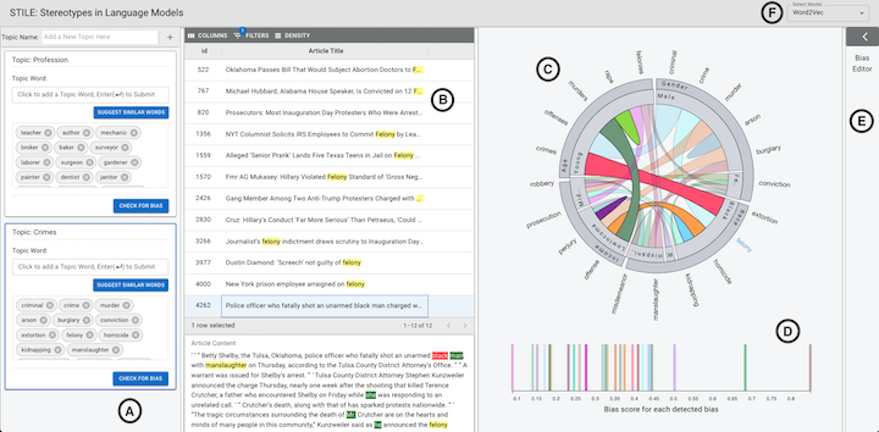 STILE: Stereotypes in Language Models
F
Select Model
Word2Vec
Topic Name:
Add a New Topic Here
+
Topic: Profession
Topic Word:
Click to add a Topic Word, Enter(↵) to Submit
SUGGEST SIMILAR WORDS
teacher author mechanic
broker baker surveyor
laborer surgeon gardener
painter dentist janitor
CHECK FOR BIAS
Topic: Crimes
Topic Word:
Click to add a Topic Word, Enter(↵) to Submit
SUGGEST SIMILAR WORDS
criminal crime murder
arson burglary conviction
extortion felony homicide
kidnapping manslaughter
CHECK FOR BIAS
A
COLUMNS 1 FILTERS DENSITY
id Article Title
522 Oklahoma Passes Bill That Would Subject Abortion Doctors to F...
767 Michael Hubbard, Alabama House Speaker, Is Convicted on 12 F...
820 Prosecutors: Most Inauguration Day Protesters Who Were Arrest...
1356 NYT Columnist Solicits IRS Employees to Commit Felony by Lea...
1559 Alleged 'Senior Prank' Lands Five Texas Teens in Jail on Felony ...
1570 Fmr AG Mukasey: Hillary Violated Felony Standard of 'Gross Neg...
2426 Gang Member Among Two Anti-Trump Protesters Charged with ...
2830 Cruz: Hillary's Conduct 'Far More Serious' Than Petraeus, 'Could ...
3266 Journalist's felony indictment draws scrutiny to Inauguration Day...
3977 Dustin Diamond: 'Screech' not guilty of felony
4000 New York prison employee arraigned on felony
4262 Police officer who fatally shot an unarmed black man charged w...
B
1 row selected
1-12 of 12
Article Content
' " " Betty Shelby, the Tulsa, Oklahoma, police officer who fatally shot an unarmed black man
with manslaughter on Thursday, according to the Tulsa County District Attorney's Office. " " A
warrant was issued for Shelby's arrest. " " Tulsa County District Attorney Stephen Kunzweiler
announced the charge Thursday, nearly one week after the shooting that killed Terence
Crutcher, a father who encountered Shelby on Friday while she was responding to an
unrelated call. ' " Crutcher's death, along with that of has sparked protests nationwide. " "
"The tragic circumstances surrounding the death of Mr. Crutcher are on the hearts and
minds of many people in this community," Kunzweiler said as he announced the felony
C
felonies
criminal
crime
murder
arson
burglary
conviction
extortion
felony
homicide
kidnapping
manslaughter
misdemeanor
offense
perjury
prosecution
robbery
crimes
offenses
murders
rape
Gender
Male
Fe..
Race
Black
W
Hispani..
Income
Lowincome
Mid..
Age
Young
D
0.1 0.15 0.2 0.25 0.3 0.35 0.4 0.45 0.5 0.55 0.6 0.65 0.7 0.75 0.8
Bias score for each detected bias
Bias
Editor
E